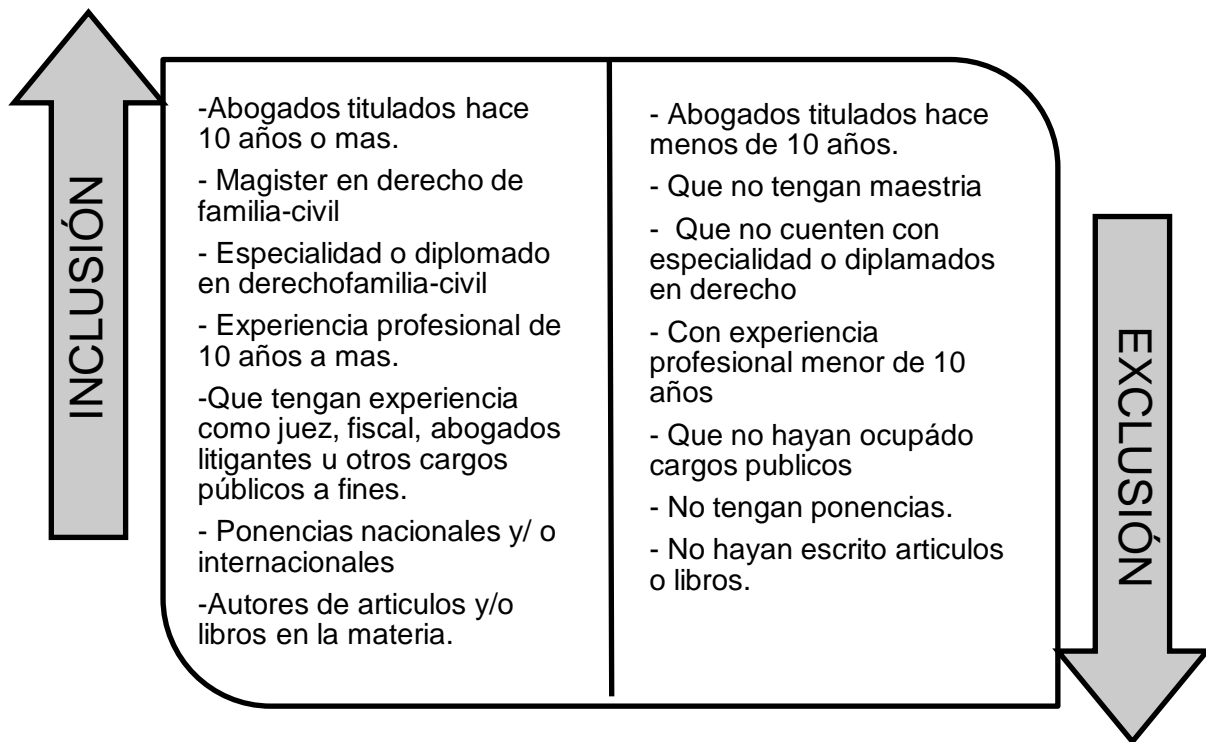 INCLUSIÓN
-Abogados titulados hace
10 años o mas.
- Magister en derecho de
familia-civil
- Especialidad o diplomado
en derechofamilia-civil
- Experiencia profesional de
10 años a mas.
-Que tengan experiencia
como juez, fiscal, abogados
litigantes u otros cargos
públicos a fines.
- Ponencias nacionales y/ o
internacionales
-Autores de articulos y/o
libros en la materia.
- Abogados titulados hace
menos de 10 años.
- Que no tengan maestria
- Que no cuenten con
especialidad o diplamados
en derecho
- Con experiencia
profesional menor de 10
años
- Que no hayan ocupádo
cargos publicos
- No tengan ponencias.
- No hayan escrito articulos
o libros.
EXCLUSIÓN